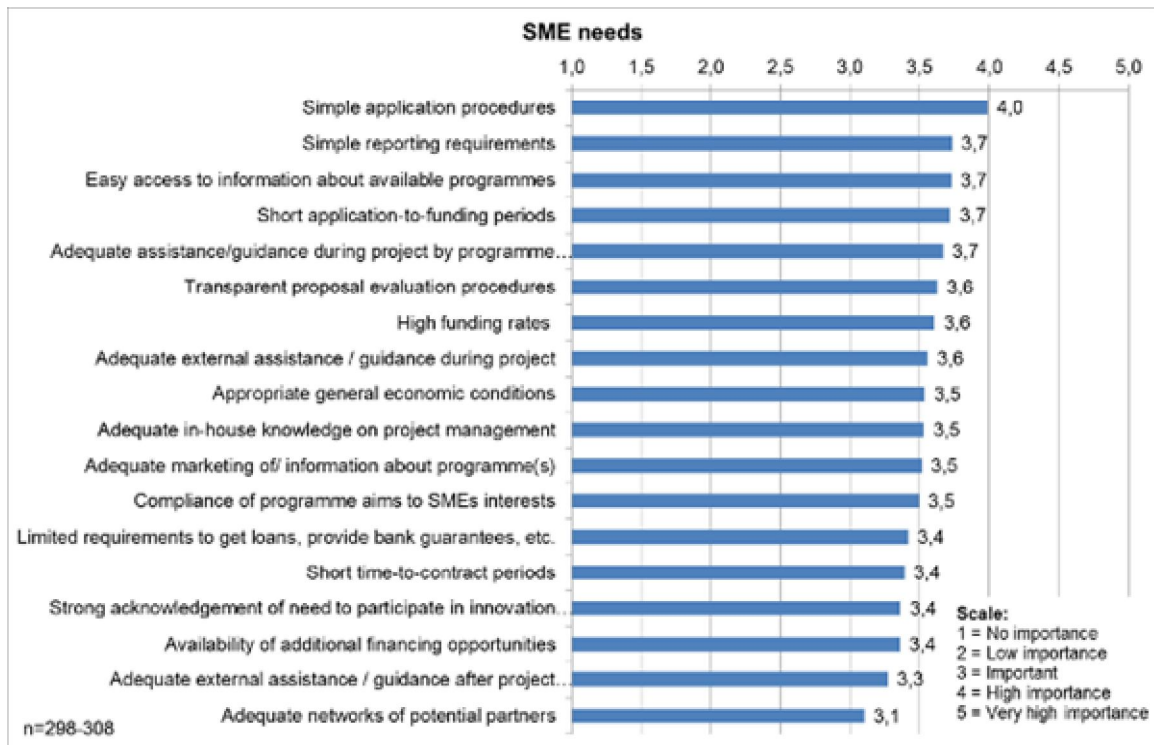 SME needs
1,0 1,5 2,0 2,5 3,0 3,5 4,0 4,5 5,0
Simple application procedures 4,0
Simple reporting requirements 3,7
Easy access to information about available programmes 3,7
Short application-to-funding periods 3,7
Adequate assistance/guidance during project by programme... 3,7
Transparent proposal evaluation procedures 3,6
High funding rates 3,6
Adequate external assistance / guidance during project 3,6
Appropriate general economic conditions 3,5
Adequate in-house knowledge on project management 3,5
Adequate marketing of/ information about programme(s) 3,5
Compliance of programme aims to SMEs interests 3,5
Limited requirements to get loans, provide bank guarantees, etc. 3,4
Short time-to-contract periods 3,4
Strong acknowledgement of need to participate in innovation... 3,4
Availability of additional financing opportunities 3,4
Adequate external assistance / guidance after project... 3,3
Adequate networks of potential partners 3,1
Scale:
1 = No importance
2 = Low importance
3 = Important
4 = High importance
5 = Very high importance
n=298-308